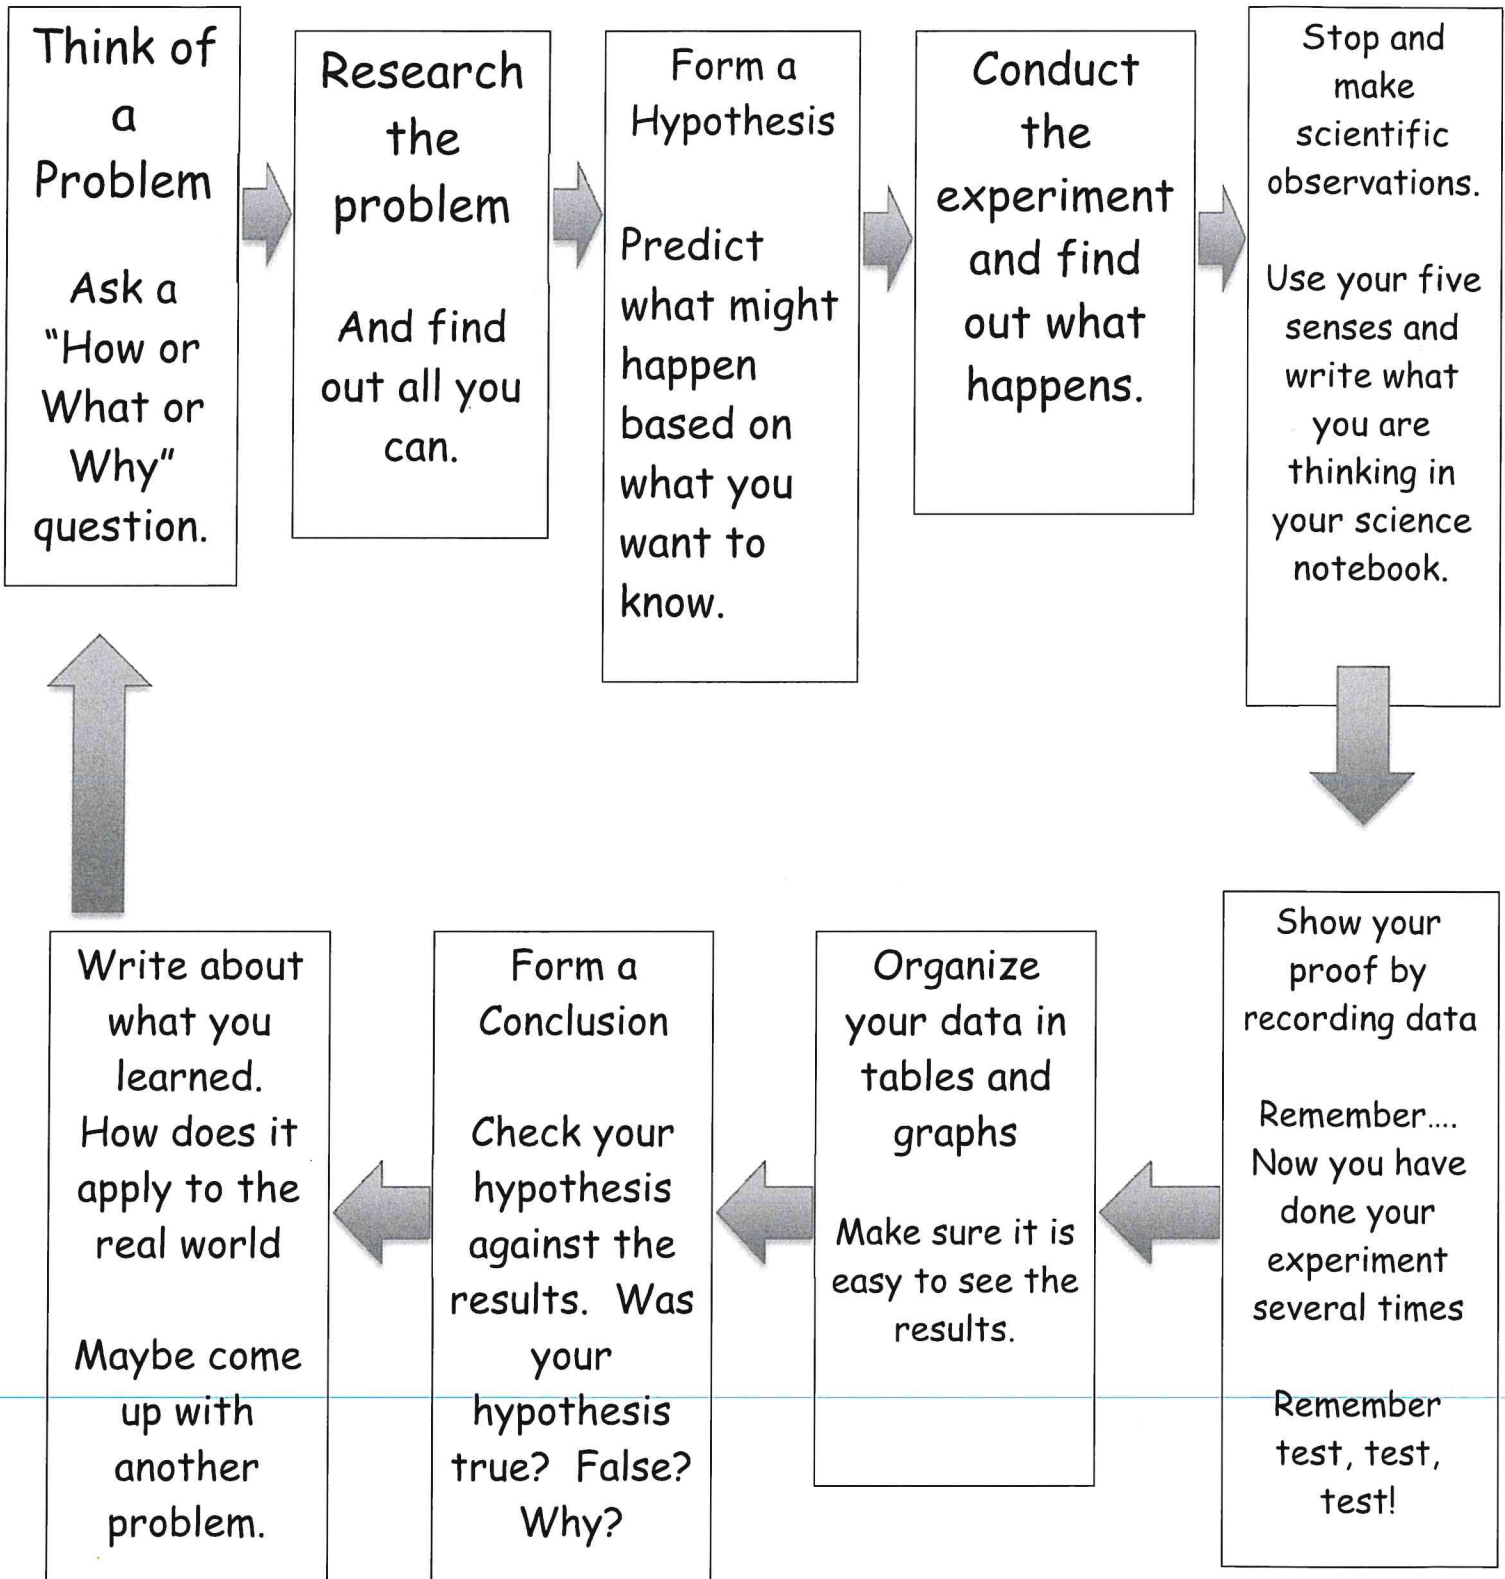 Think of
a
Problem
Ask a
"How or
What or
Why"
question.
Research
the
problem
And find
out all you
can.
Form a
Hypothesis
Predict
what might
happen
based on
what you
want to
know.
Conduct
the
experiment
and find
out what
happens.
Stop and
make
scientific
observations.
Use your five
senses and
write what
you are
thinking in
your science
notebook.
Show your
proof by
recording data
Remember....
Now you have
done your
experiment
several times
Remember
test, test,
test!
Organize
your data in
tables and
graphs
Make sure it is
easy to see the
results.
Form a
Conclusion
Check your
hypothesis
against the
results.  Was
your
hypothesis
true?  False?
Why?
Write about
what you
learned.
How does it
apply to the
real world
Maybe come
up with
another
problem.